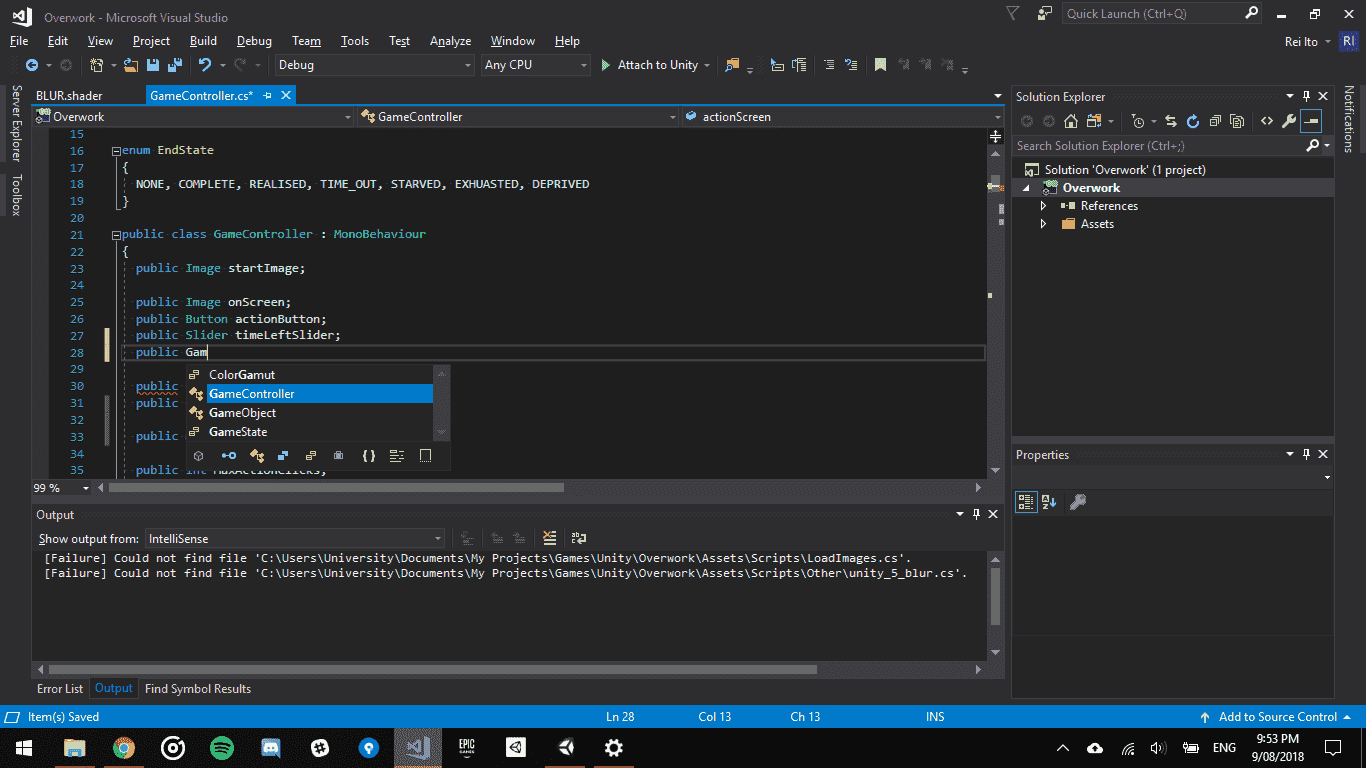 Overwork - Microsoft Visual Studio
Quick Launch (Ctrl+Q)
File Edit View Project Build Debug Team Tools Test Analyze Window Help
Rei Ito RI
Debug Any CPU Attach to Unity
Server Explorer
Toolbox
BLUR.shader GameController.cs*
Overwork GameController actionScreen
15
16 enum EndState
17 {
18 NONE, COMPLETE, REALISED, TIME_OUT, STARVED, EXHUASTED, DEPRIVED
19 }
20
21 public class GameController : MonoBehaviour
22 {
23 public Image startImage;
24
25 public Image onScreen;
26 public Button actionButton;
27 public Slider timeLeftSlider;
28 public Gam
29
30 public
31 public
32
33 public
34
35 public int MaxActionClicks;
ColorGamut
GameController
GameObject
GameState
99 %
Output
Show output from: IntelliSense
[Failure] Could not find file 'C:\Users\University\Documents\My Projects\Games\Unity\Overwork\Assets\Scripts\LoadImages.cs'.
[Failure] Could not find file 'C:\Users\University\Documents\My Projects\Games\Unity\Overwork\Assets\Scripts\Other\unity_5_blur.cs'.
Error List Output Find Symbol Results
Solution Explorer
Search Solution Explorer (Ctrl+;)
Solution 'Overwork' (1 project)
Overwork
References
Assets
Properties
Notifications
Item(s) Saved Ln 28 Col 13 Ch 13 INS Add to Source Control
EPIC
GAMES
ENG
9:53 PM
9/08/2018